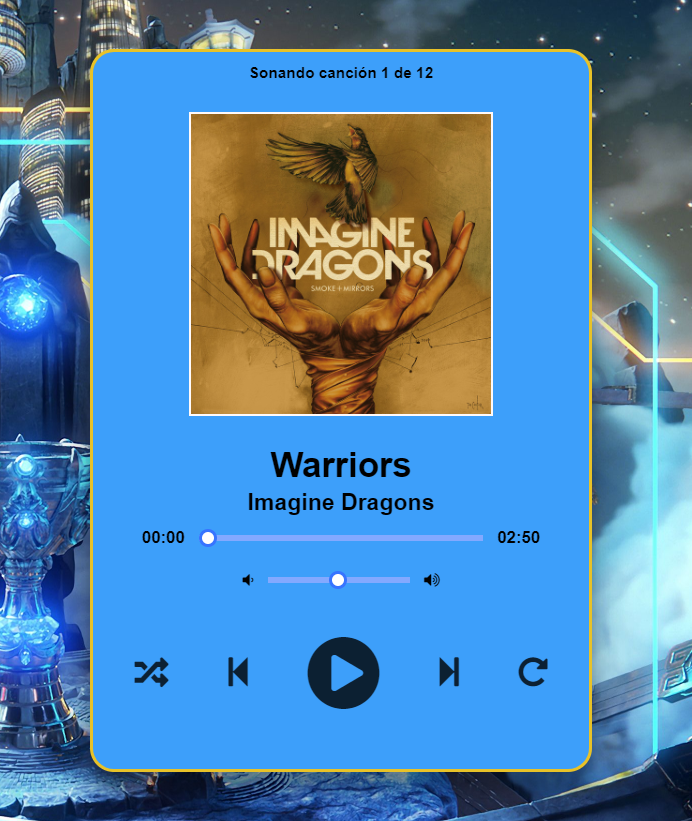 Sonando canción 1 de 12
IMAGINE
DRAGONS
SMOKE + MIRRORS
Warriors
Imagine Dragons
00:00
02:50